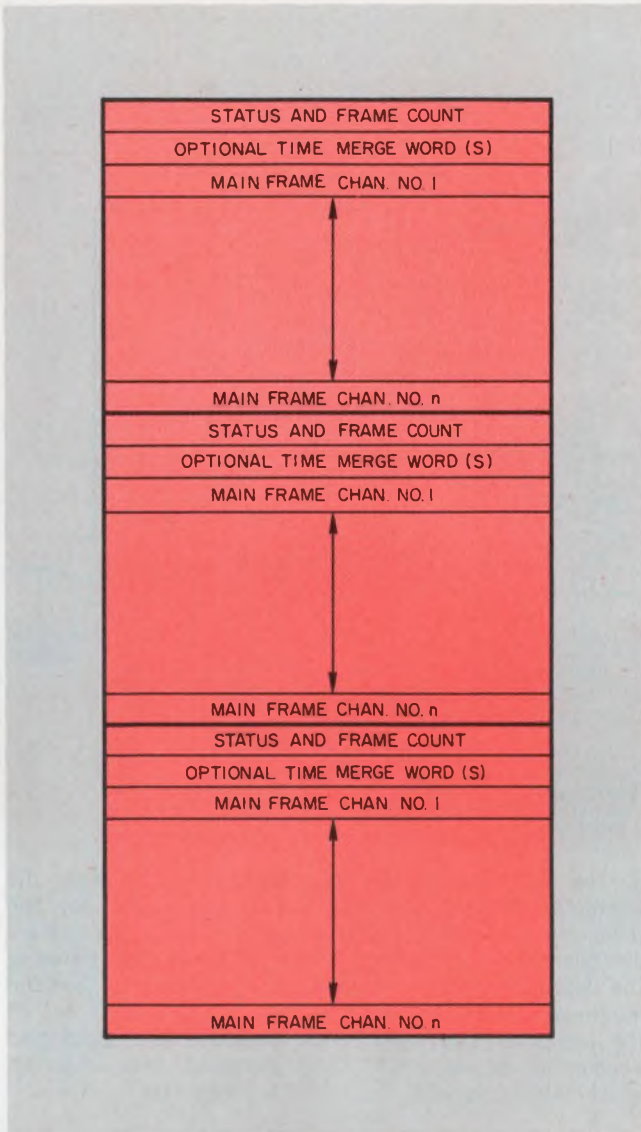 STATUS AND FRAME COUNT
OPTIONAL TIME MERGE WORD (S)
MAIN FRAME CHAN. NO. 1
MAIN FRAME CHAN. NO. n
STATUS AND FRAME COUNT
OPTIONAL TIME MERGE WORD (S)
MAIN FRAME CHAN. NO. 1
MAIN FRAME CHAN. NO. n
STATUS AND FRAME COUNT
OPTIONAL TIME MERGE WORD (S)
MAIN FRAME CHAN. NO. 1
MAIN FRAME CHAN. NO. n